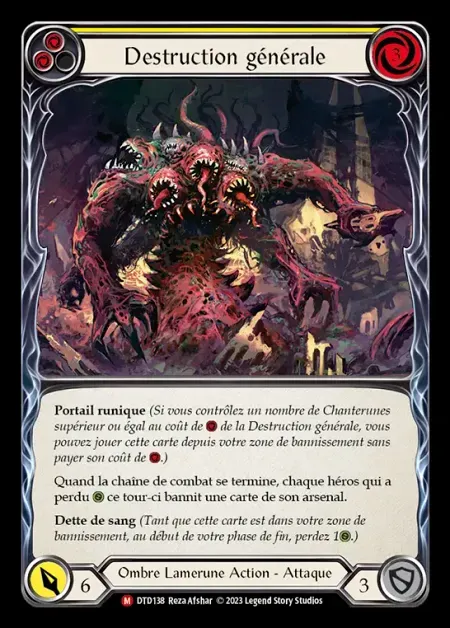 Destruction générale
3
Portail runique (Si vous contrôlez un nombre de Chanterunes
supérieur ou égal au coût de de la Destruction générale, vous
pouvez jouer cette carte depuis votre zone de bannissement sans
payer son coût de .)
Quand la chaîne de combat se termine, chaque héros qui a
perdu ce tour-ci bannit une carte de son arsenal.
Dette de sang (Tant que cette carte est dans votre zone de
bannissement, au début de votre phase de fin, perdez 1 .)
6
Ombre Lamerune Action - Attaque
3
M DTD138 Reza Afshar © 2023 Legend Story Studios